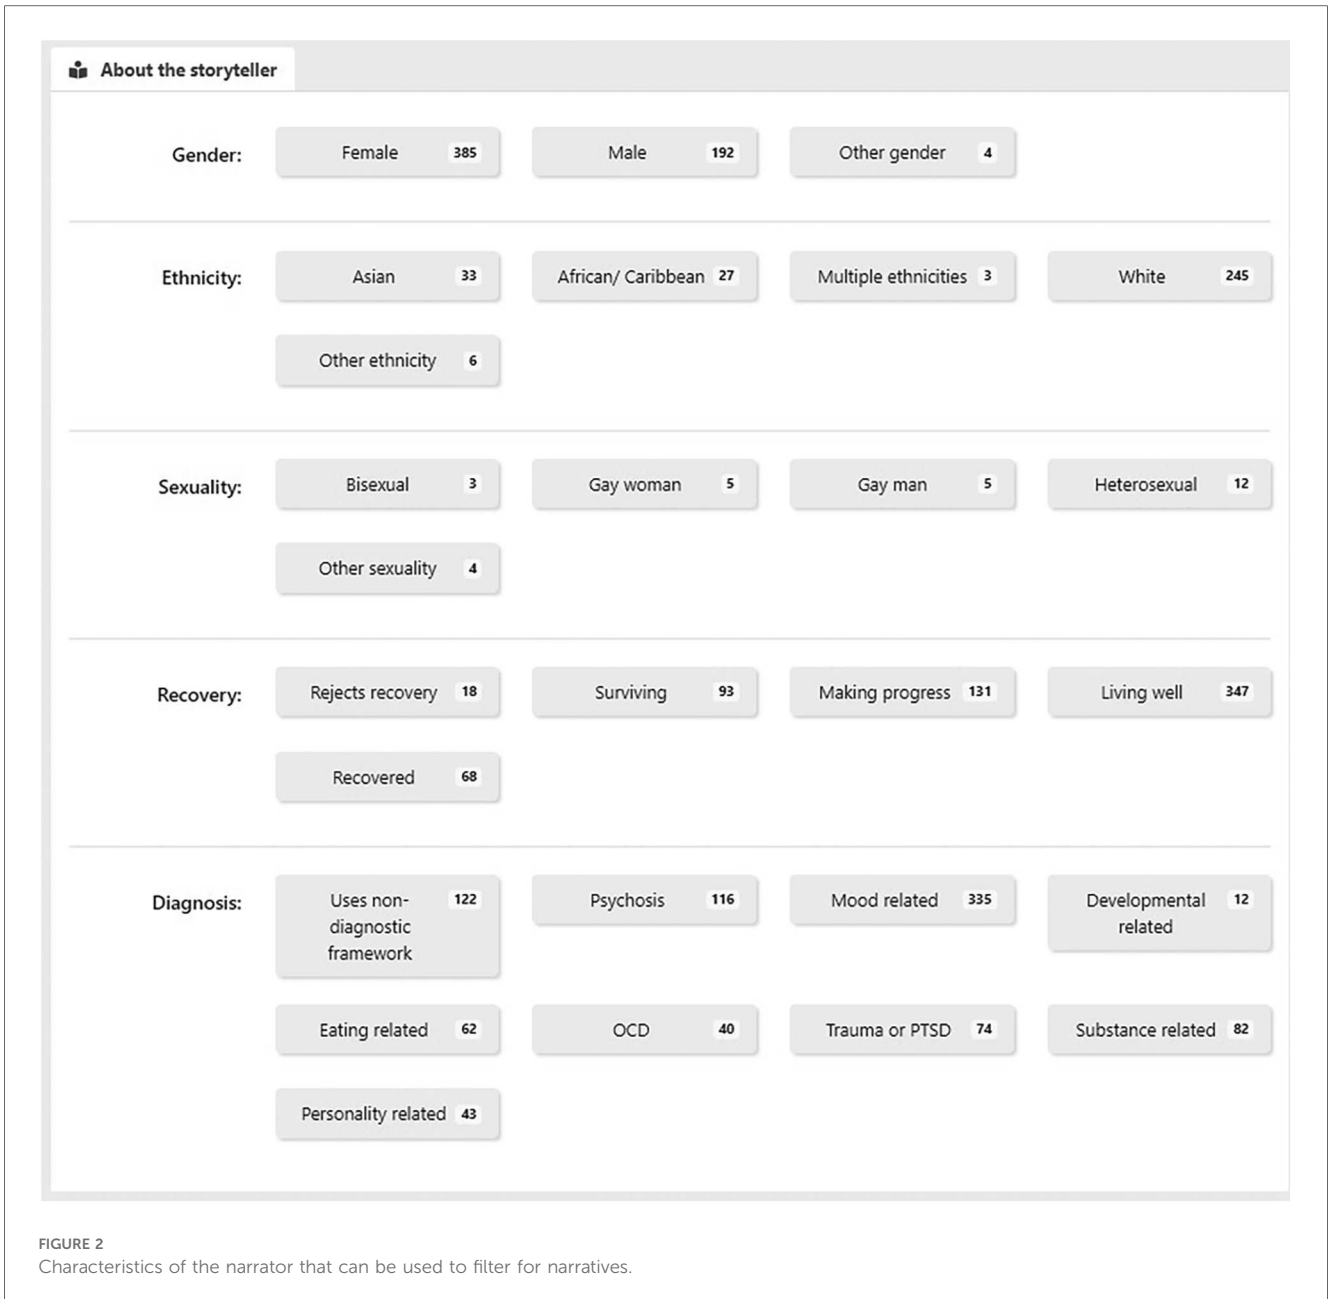 About the storyteller
Gender: Female 385 Male 192 Other gender 4
Ethnicity: Asian 33 African/ Caribbean 27 Multiple ethnicities 3 White 245
Other ethnicity 6
Sexuality: Bisexual 3 Gay woman 5 Gay man 5 Heterosexual 12
Other sexuality 4
Recovery: Rejects recovery 18 Surviving 93 Making progress 131 Living well 347
Recovered 68
Diagnosis: Uses non- 122 Psychosis 116 Mood related 335 Developmental 12
diagnostic related
framework
Eating related 62 OCD 40 Trauma or PTSD 74 Substance related 82
Personality related 43
FIGURE 2
Characteristics of the narrator that can be used to filter for narratives.